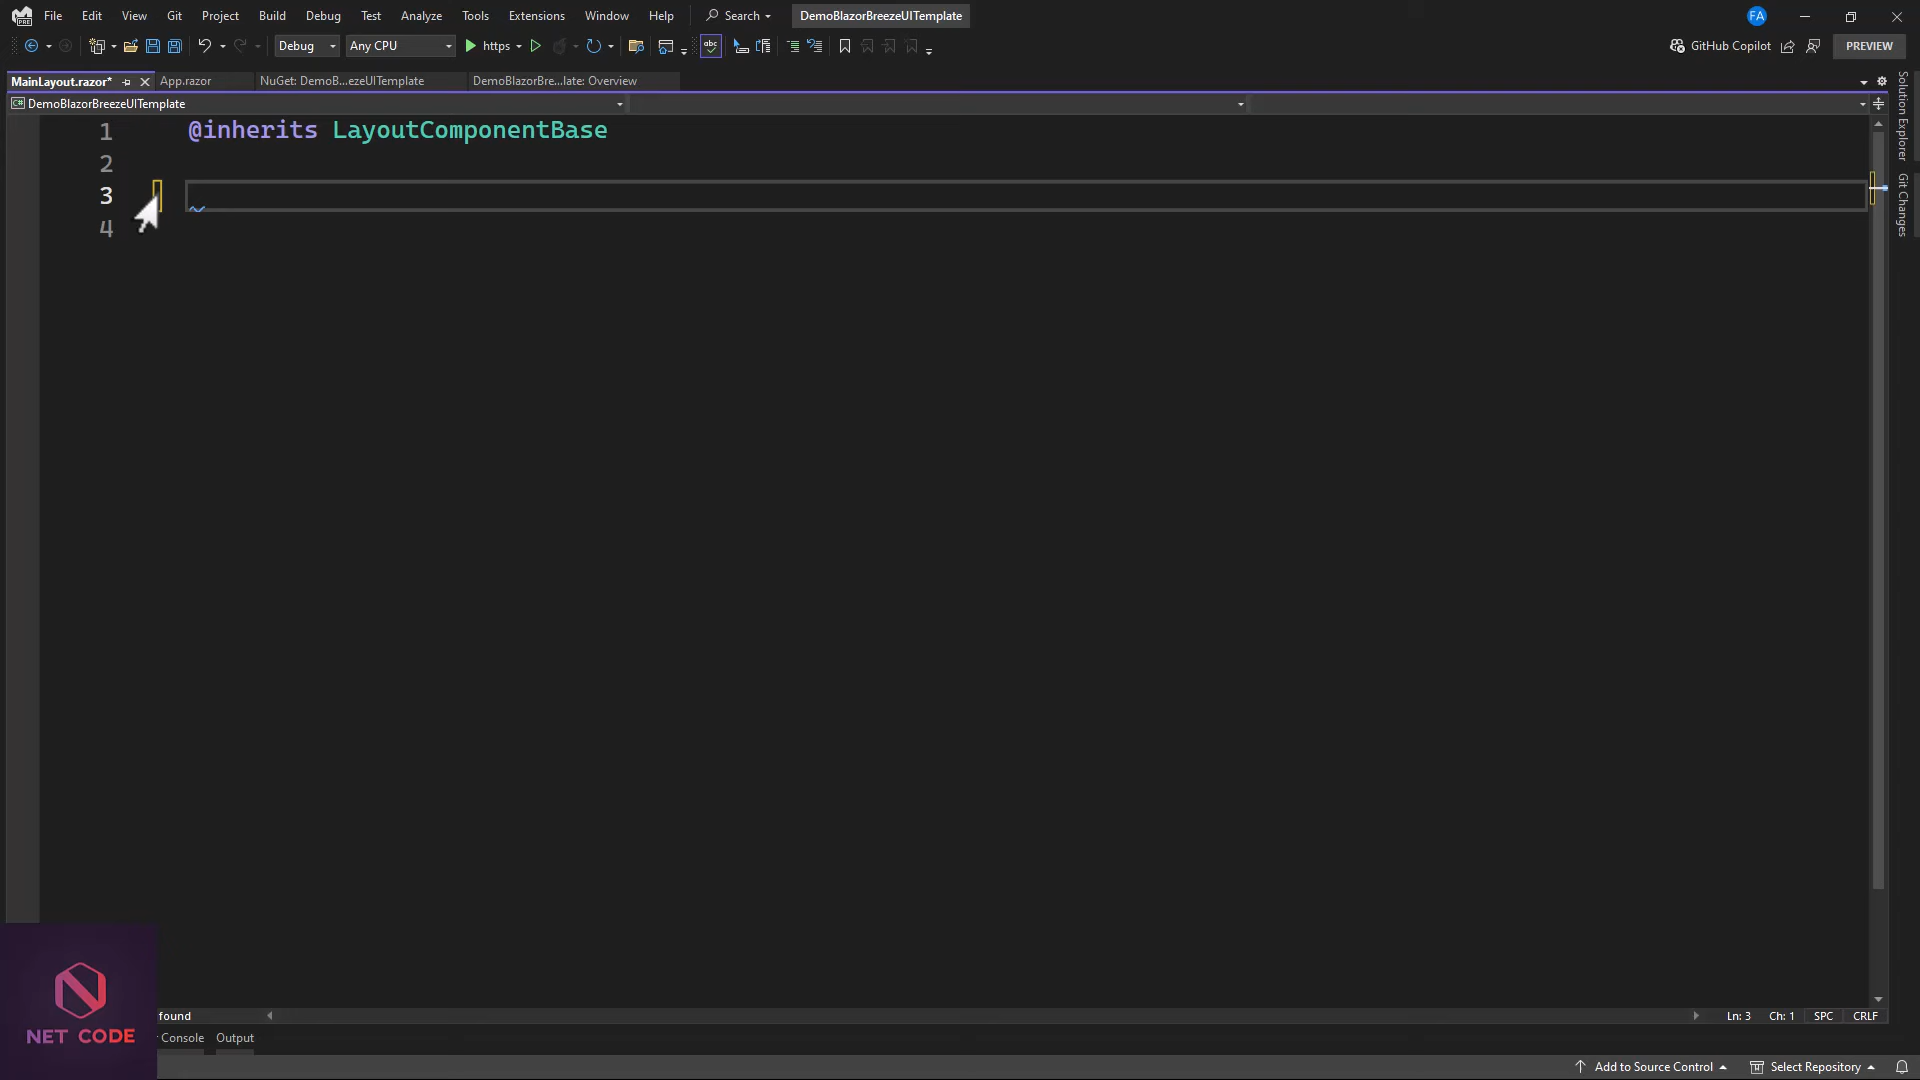 File Edit View Git Project Build Debug Test Analyze Tools Extensions Window Help Search DemoBlazorBreezeUITemplate FA
Debug Any CPU https abc GitHub Copilot PREVIEW
MainLayout.razor* App.razor NuGet: DemoB...ezeUITemplate DemoBlazorBre...late: Overview
C# DemoBlazorBreezeUITemplate
1 @inherits LayoutComponentBase
2
3
4
Solution Explorer
Git Changes
found Ln: 3 Ch: 1 SPC CRLF
NET CODE
Console Output
Add to Source Control Select Repository